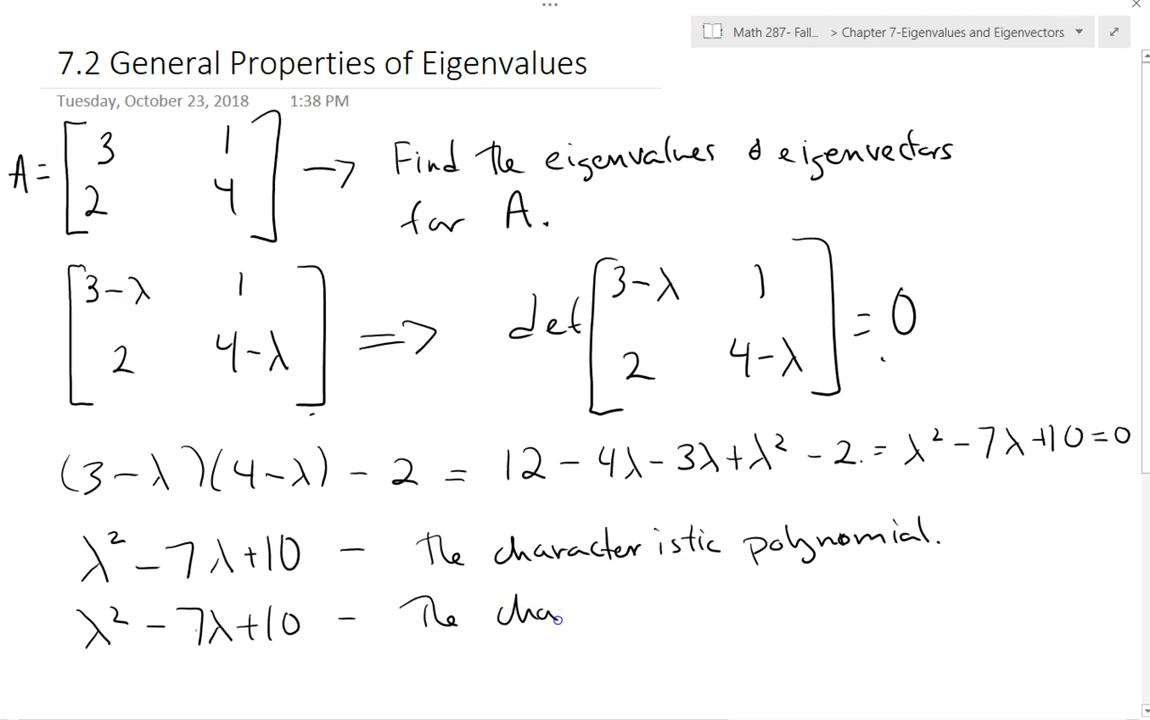 Math 287- Fall... > Chapter 7-Eigenvalues and Eigenvectors
7.2 General Properties of Eigenvalues
Tuesday, October 23, 2018 1:38 PM
A = [3 1
2 4] → Find the eigenvalues & eigenvectors
for A.
[3-λ 1
2 4-λ] => det [3-λ 1
2 4-λ] = 0
(3-λ)(4-λ) - 2 = 12 - 4λ - 3λ + λ² - 2. = λ² - 7λ + 10 = 0
λ² - 7λ + 10 - The characteristic polynomial.
λ² - 7λ + 10 - The cha